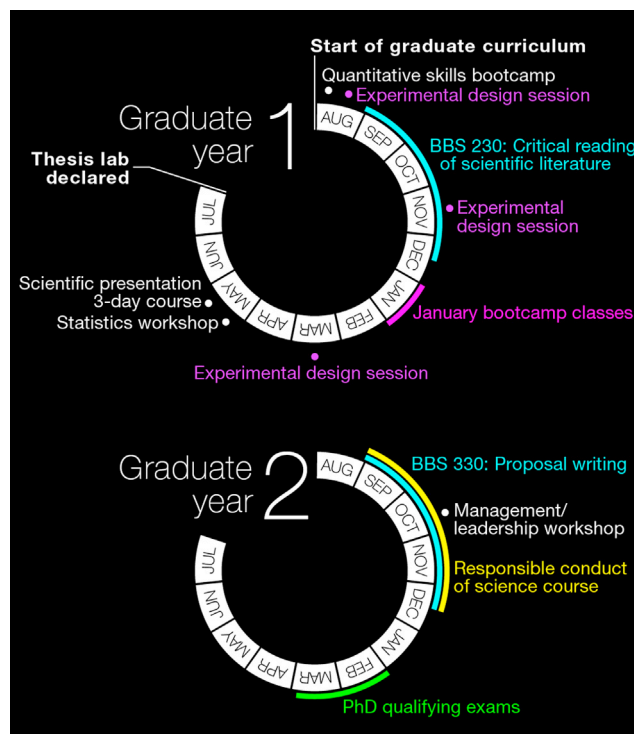 Start of graduate curriculum
Quantitative skills bootcamp
Experimental design session
Graduate
year
1
BBS 230: Critical reading
of scientific literature
Thesis lab
declared
Experimental
design session
AUG
SEP
OCT
NOV
DEC
JAN
FEB
MAR
APR
MAY
JUN
JUL
Scientific presentation
3-day course
Statistics workshop
January bootcamp classes
Experimental design session
Graduate
year
2
BBS 330: Proposal writing
Management/
leadership workshop
Responsible conduct
of science course
AUG
SEP
OCT
NOV
DEC
JAN
FEB
MAR
APR
MAY
JUN
JUL
PhD qualifying exams